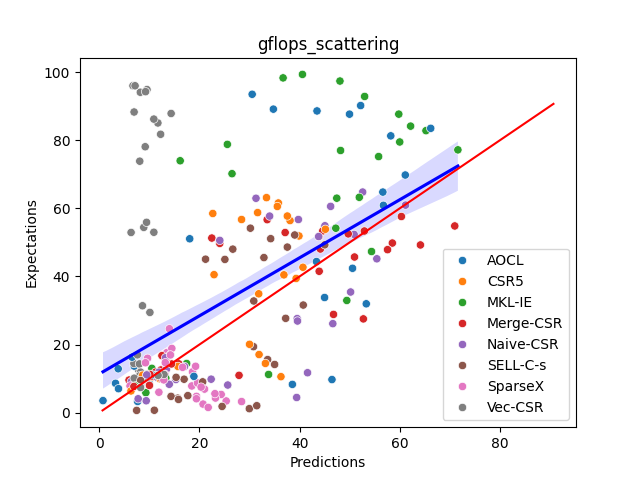 gflops_scattering
Expectations
100
80
60
40
20
0
0
20
40
60
80
Predictions
AOCL
CSR5
MKL-IE
Merge-CSR
Naive-CSR
SELL-C-s
SparseX
Vec-CSR